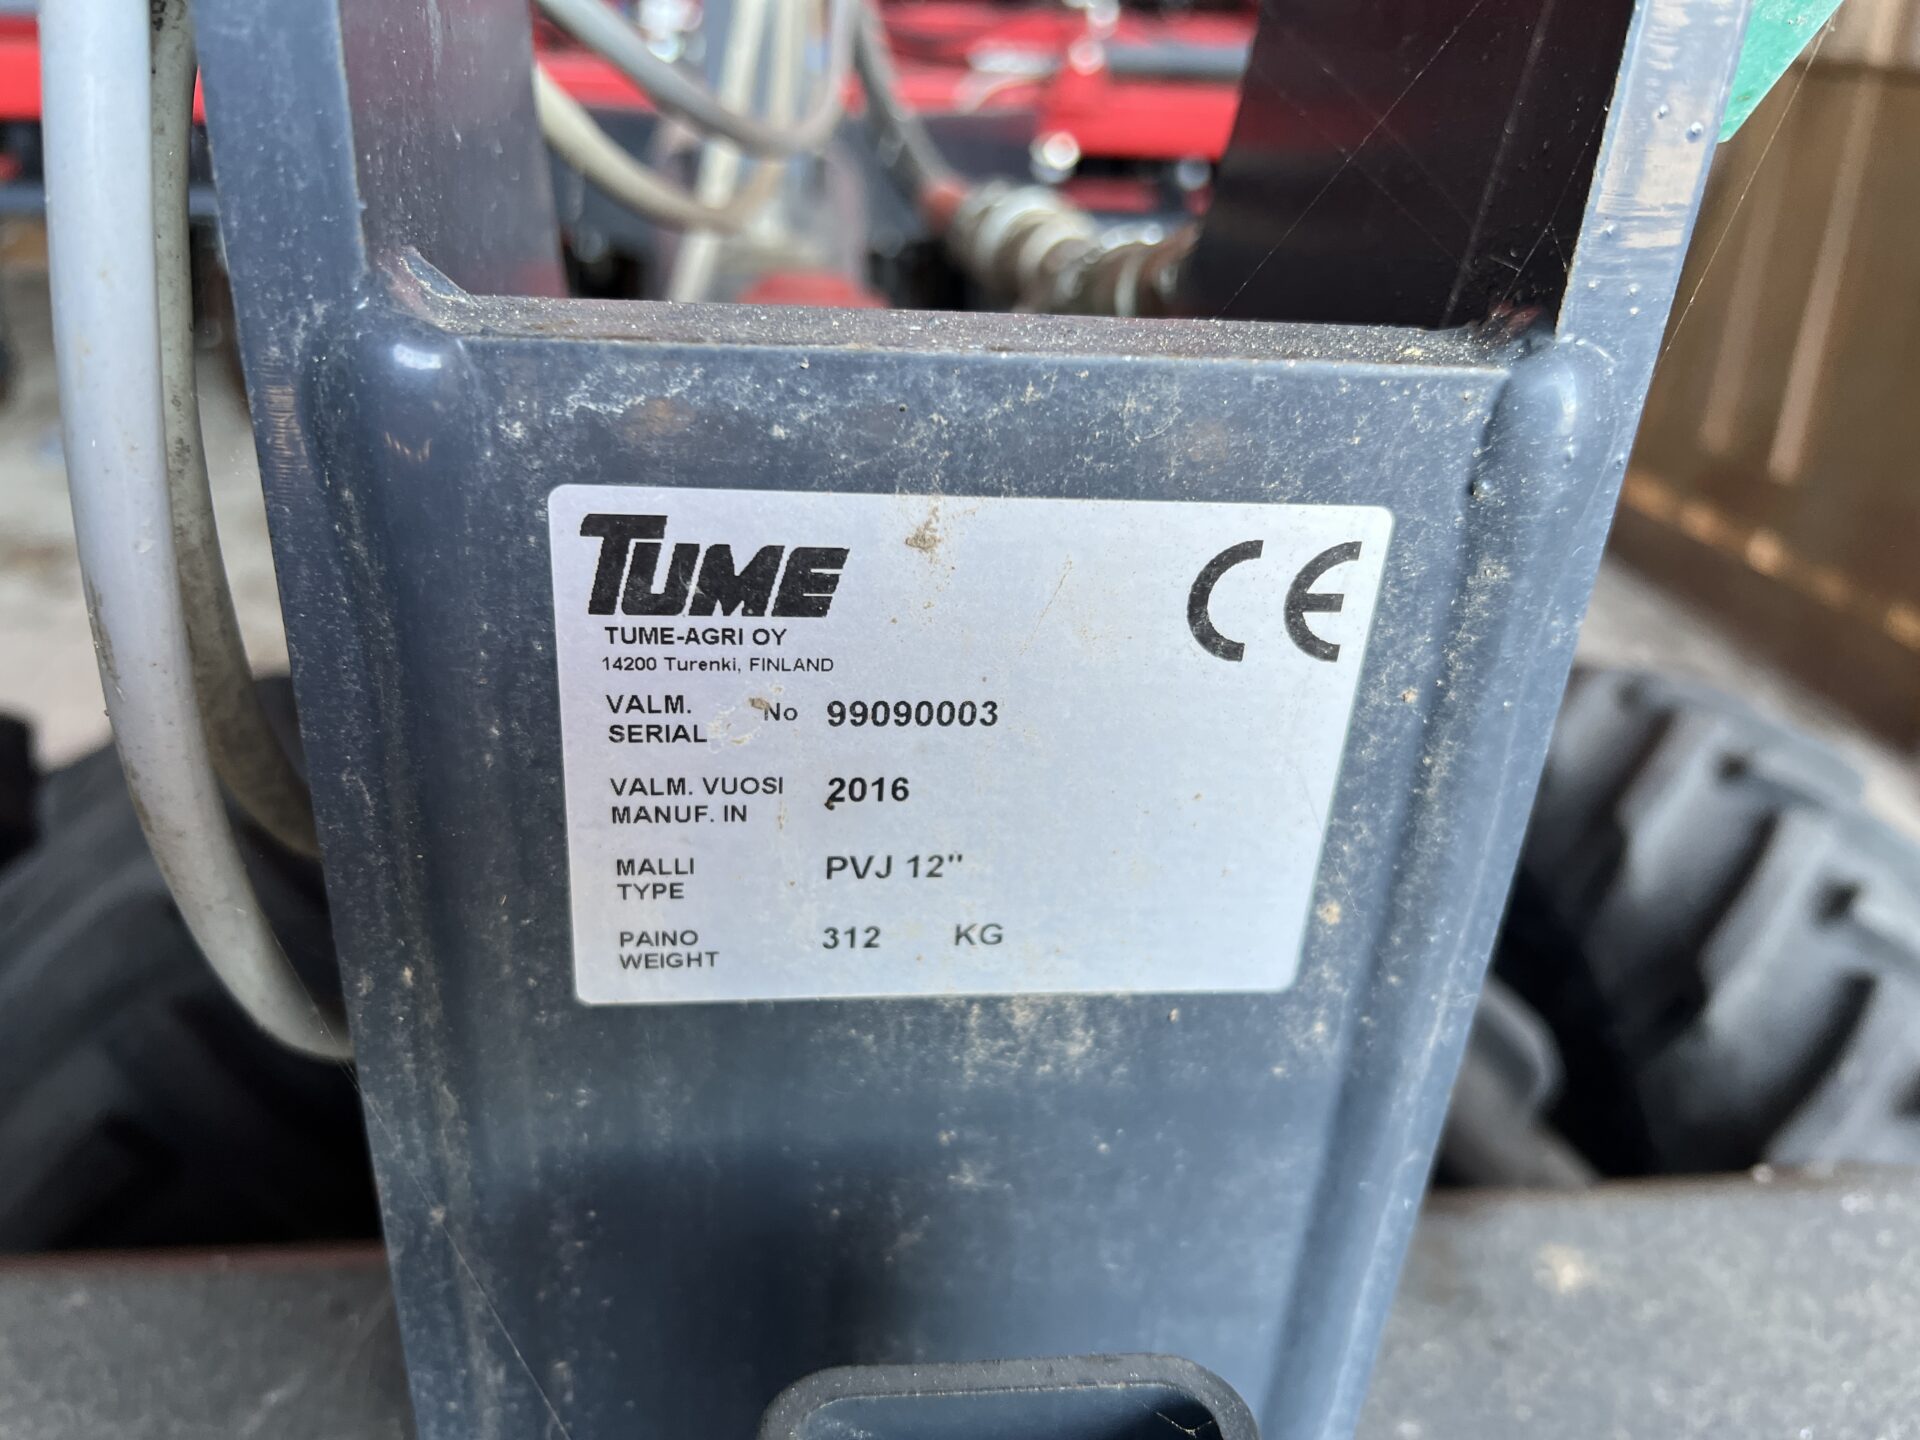 TUME
CE
TUME-AGRI OY
14200 Turenki, FINLAND
VALM.
SERIAL
No 99090003
VALM. VUOSI
MANUF. IN
2016
MALLI
TYPE
PVJ 12"
PAINO
WEIGHT
312 KG